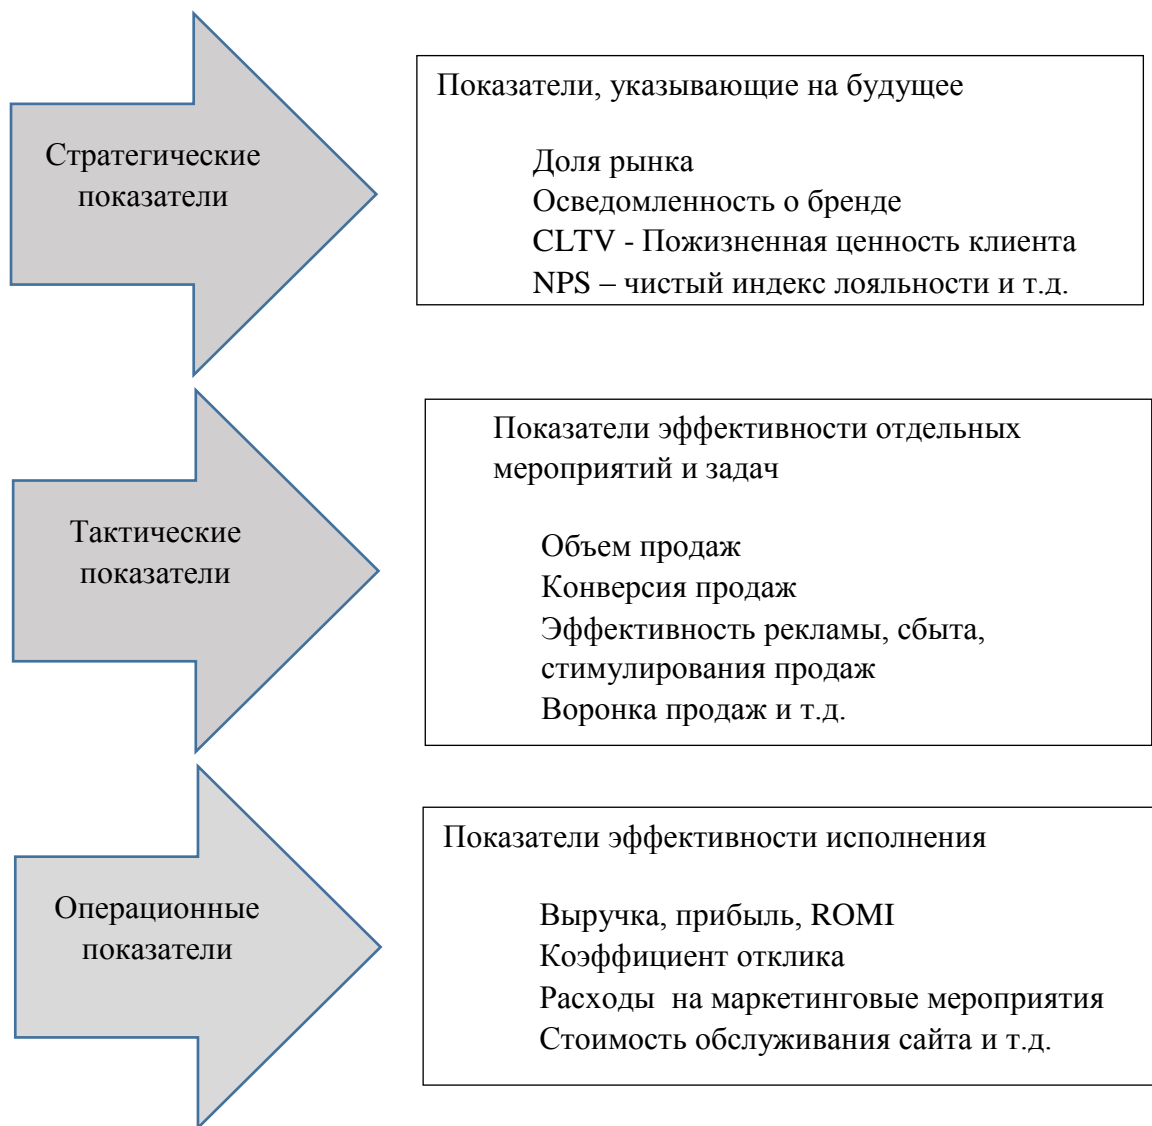 Стратегические
показатели
Показатели, указывающие на будущее
Доля рынка
Осведомленность о бренде
CLTV - Пожизненная ценность клиента
NPS – чистый индекс лояльности и т.д.
Тактические
показатели
Показатели эффективности отдельных
мероприятий и задач
Объем продаж
Конверсия продаж
Эффективность рекламы, сбыта,
стимулирования продаж
Воронка продаж и т.д.
Операционные
показатели
Показатели эффективности исполнения
Выручка, прибыль, ROMI
Коэффициент отклика
Расходы на маркетинговые мероприятия
Стоимость обслуживания сайта и т.д.